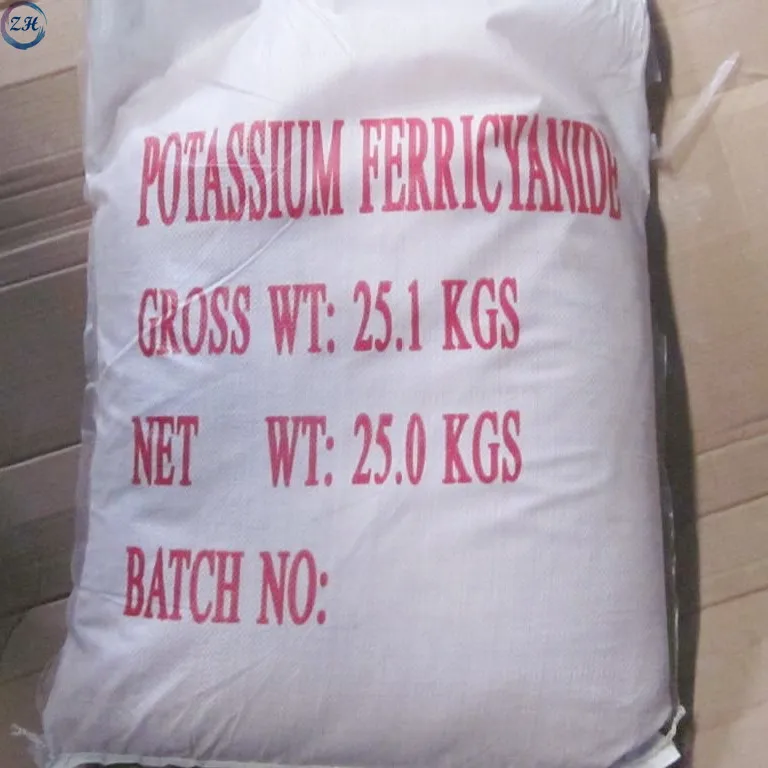 ZH
POTASSIUM FERRICYANIDE
GROSS WT: 25.1 KGS
NET WT: 25.0 KGS
BATCH NO: